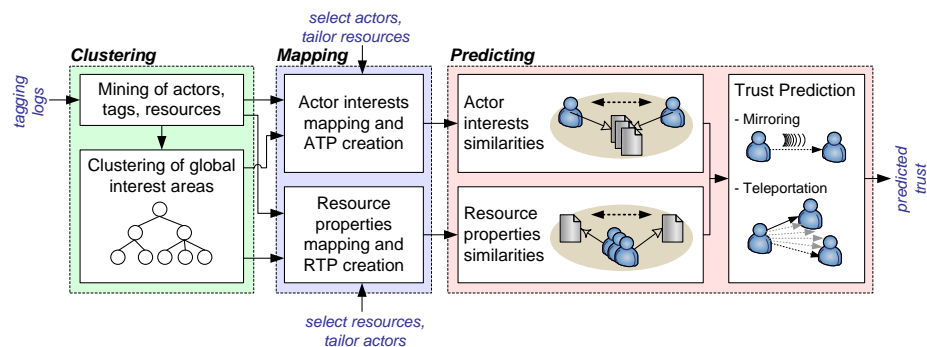 select actors,
tailor resources
Clustering
Mapping
Predicting
tagging
logs
Mining of actors,
tags, resources
Clustering of global
interest areas
Actor interests
mapping and
ATP creation
Resource
properties
mapping and
RTP creation
Actor
interests
similarities
Resource
properties
similarities
Trust Prediction
- Mirroring
- Teleportation
predicted
trust
select resources,
tailor actors